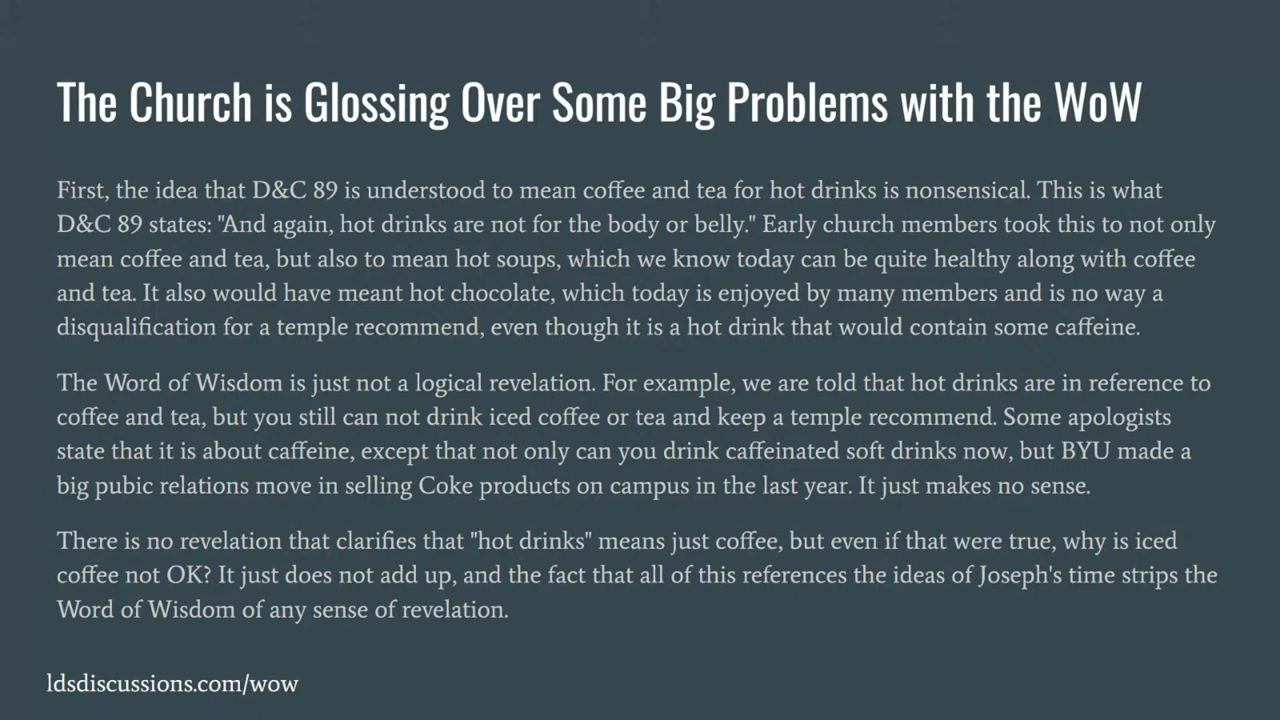 The Church is Glossing Over Some Big Problems with the WoW
First, the idea that D&C 89 is understood to mean coffee and tea for hot drinks is nonsensical. This is what
D&C 89 states: "And again, hot drinks are not for the body or belly." Early church members took this to not only
mean coffee and tea, but also to mean hot soups, which we know today can be quite healthy along with coffee
and tea. It also would have meant hot chocolate, which today is enjoyed by many members and is no way a
disqualification for a temple recommend, even though it is a hot drink that would contain some caffeine.
The Word of Wisdom is just not a logical revelation. For example, we are told that hot drinks are in reference to
coffee and tea, but you still can not drink iced coffee or tea and keep a temple recommend. Some apologists
state that it is about caffeine, except that not only can you drink caffeinated soft drinks now, but BYU made a
big pubic relations move in selling Coke products on campus in the last year. It just makes no sense.
There is no revelation that clarifies that "hot drinks" means just coffee, but even if that were true, why is iced
coffee not OK? It just does not add up, and the fact that all of this references the ideas of Joseph's time strips the
Word of Wisdom of any sense of revelation.
ldsdiscussions.com/wow